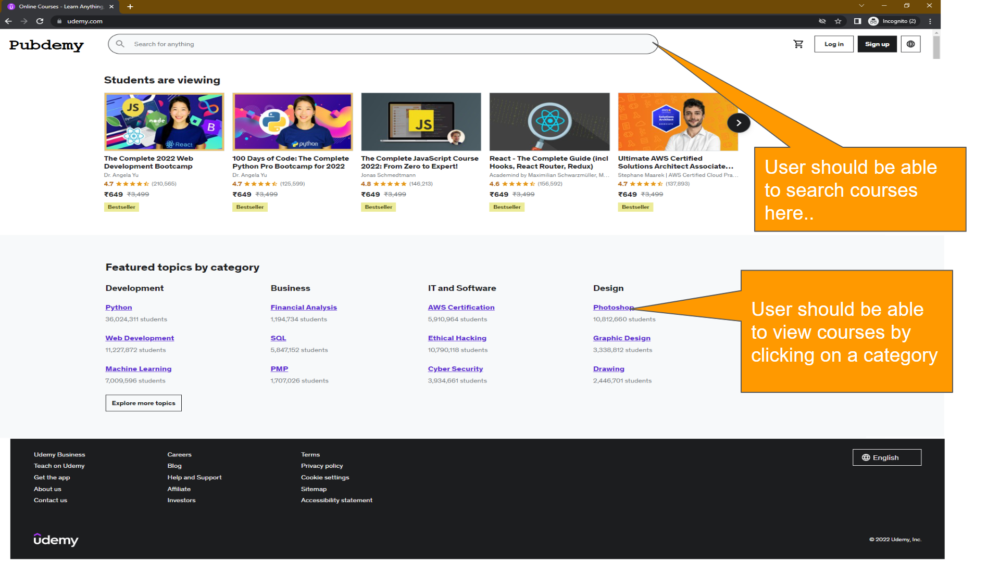 Online Courses - Learn Anything,
udemy.com
Incognito (2)
Pubdemy
Search for anything
Log in
Sign up
Students are viewing
JS
node
React
B
python
JS
aws
Solutions
Architect
ASSOCIATE
The Complete 2022 Web
Development Bootcamp
Dr. Angela Yu
4.7 (210,565)
₹649 ₹3,499
Bestseller
100 Days of Code: The Complete
Python Pro Bootcamp for 2022
Dr. Angela Yu
4.7 (125,599)
₹649 ₹3,499
Bestseller
The Complete JavaScript Course
2022: From Zero to Expert!
Jonas Schmedtmann
4.8 (146,213)
₹649 ₹3,499
Bestseller
React - The Complete Guide (incl
Hooks, React Router, Redux)
Academind by Maximilian Schwarzmüller, M...
4.6 (156,592)
₹649 ₹3,499
Bestseller
Ultimate AWS Certified
Solutions Architect Associate...
Stephane Maarek | AWS Certified Cloud Pra...
4.7 (137,893)
₹649 ₹3,499
Bestseller
User should be able
to search courses
here..
Featured topics by category
Development
Python
36,024,311 students
Web Development
11,227,872 students
Machine Learning
7,009,596 students
Business
Financial Analysis
1,194,734 students
SQL
5,847,152 students
PMP
1,707,026 students
IT and Software
AWS Certification
5,910,964 students
Ethical Hacking
10,790,118 students
Cyber Security
3,934,661 students
Design
Photoshop
10,812,660 students
Graphic Design
3,338,812 students
Drawing
2,446,701 students
User should be able
to view courses by
clicking on a category
Explore more topics
Udemy Business
Teach on Udemy
Get the app
About us
Contact us
Careers
Blog
Help and Support
Affiliate
Investors
Terms
Privacy policy
Cookie settings
Sitemap
Accessibility statement
English
udemy
© 2022 Udemy, Inc.